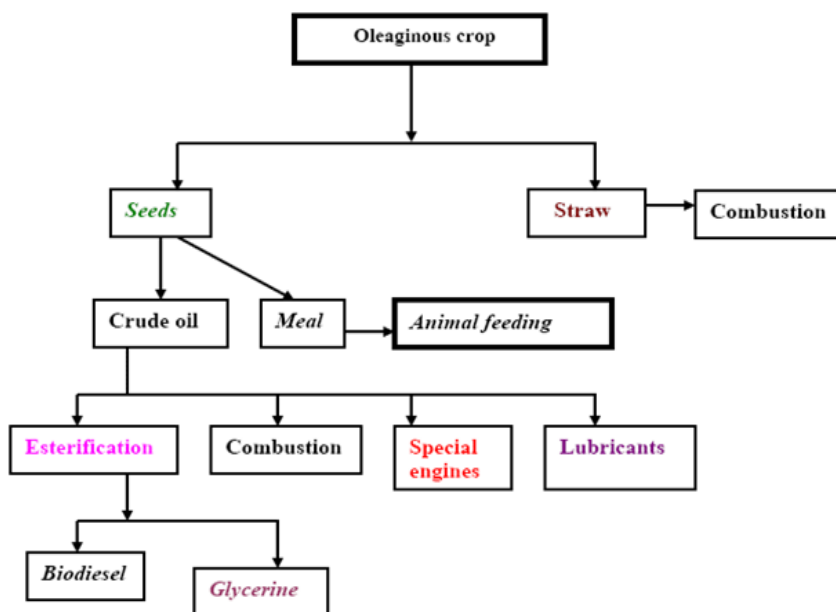 Oleaginous crop
Seeds
Straw
Combustion
Crude oil
Meal
Animal feeding
Esterification
Combustion
Special
engines
Lubricants
Biodiesel
Glycerine